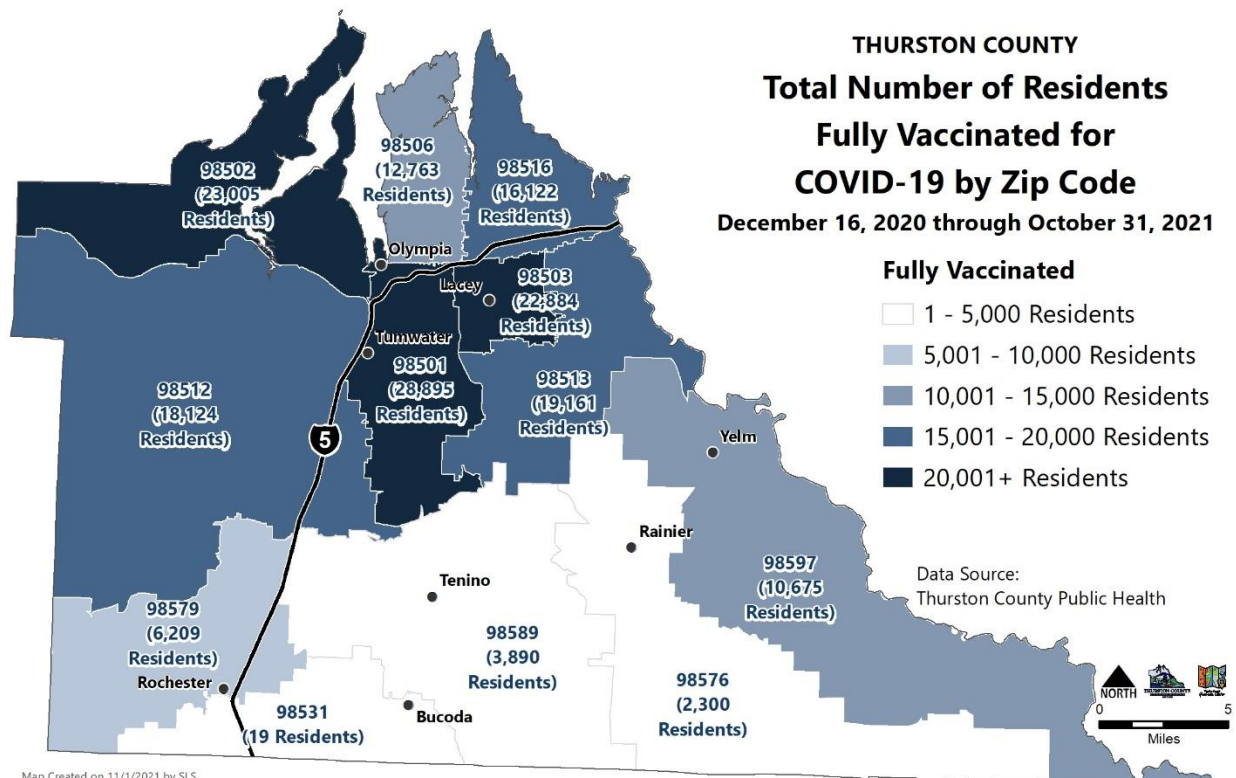 THURSTON COUNTY
Total Number of Residents
Fully Vaccinated for
COVID-19 by Zip Code
December 16, 2020 through October 31, 2021
Fully Vaccinated
1 - 5,000 Residents
5,001 - 10,000 Residents
10,001 - 15,000 Residents
15,001 - 20,000 Residents
20,001+ Residents
98502
(23,005
Residents)
98506
(12,763
Residents)
98516
(16,122
Residents)
Olympia
98503
(22,884
Residents)
Lacey
Tumwater
98501
(28,895
Residents)
98512
(18,124
Residents)
98513
(19,161
Residents)
5
Yelm
Rainier
98597
(10,675
Residents)
Tenino
98579
(6,209
Residents)
Rochester
98589
(3,890
Residents)
98576
(2,300
Residents)
98531
(19 Residents)
Bucoda
Data Source:
Thurston County Public Health
NORTH
THURSTON COUNTY
0 5
Miles
Map Created on 11/1/2021 by SLS